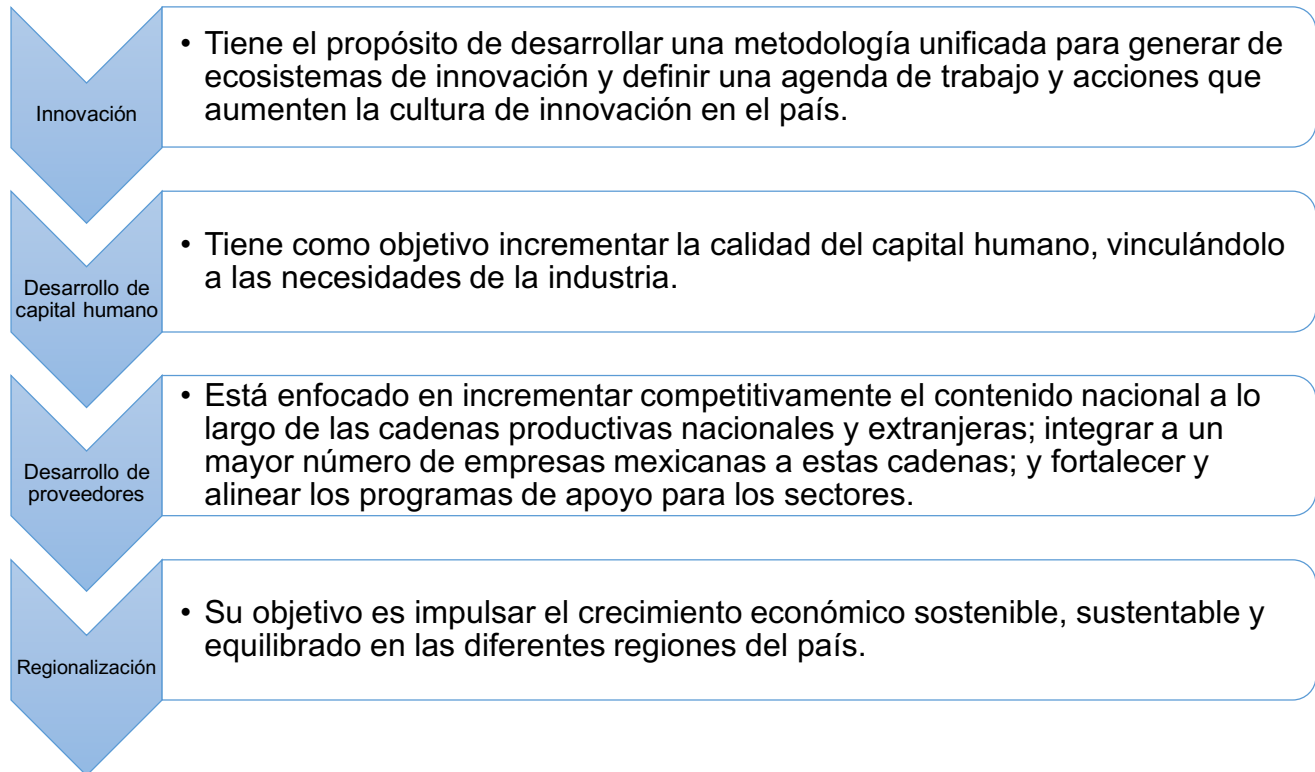 Innovación
• Tiene el propósito de desarrollar una metodología unificada para generar de
ecosistemas de innovación y definir una agenda de trabajo y acciones que
aumenten la cultura de innovación en el país.
Desarrollo de
capital humano
• Tiene como objetivo incrementar la calidad del capital humano, vinculándolo
a las necesidades de la industria.
Desarrollo de
proveedores
• Está enfocado en incrementar competitivamente el contenido nacional a lo
largo de las cadenas productivas nacionales y extranjeras; integrar a un
mayor número de empresas mexicanas a estas cadenas; y fortalecer y
alinear los programas de apoyo para los sectores.
Regionalización
• Su objetivo es impulsar el crecimiento económico sostenible, sustentable y
equilibrado en las diferentes regiones del país.